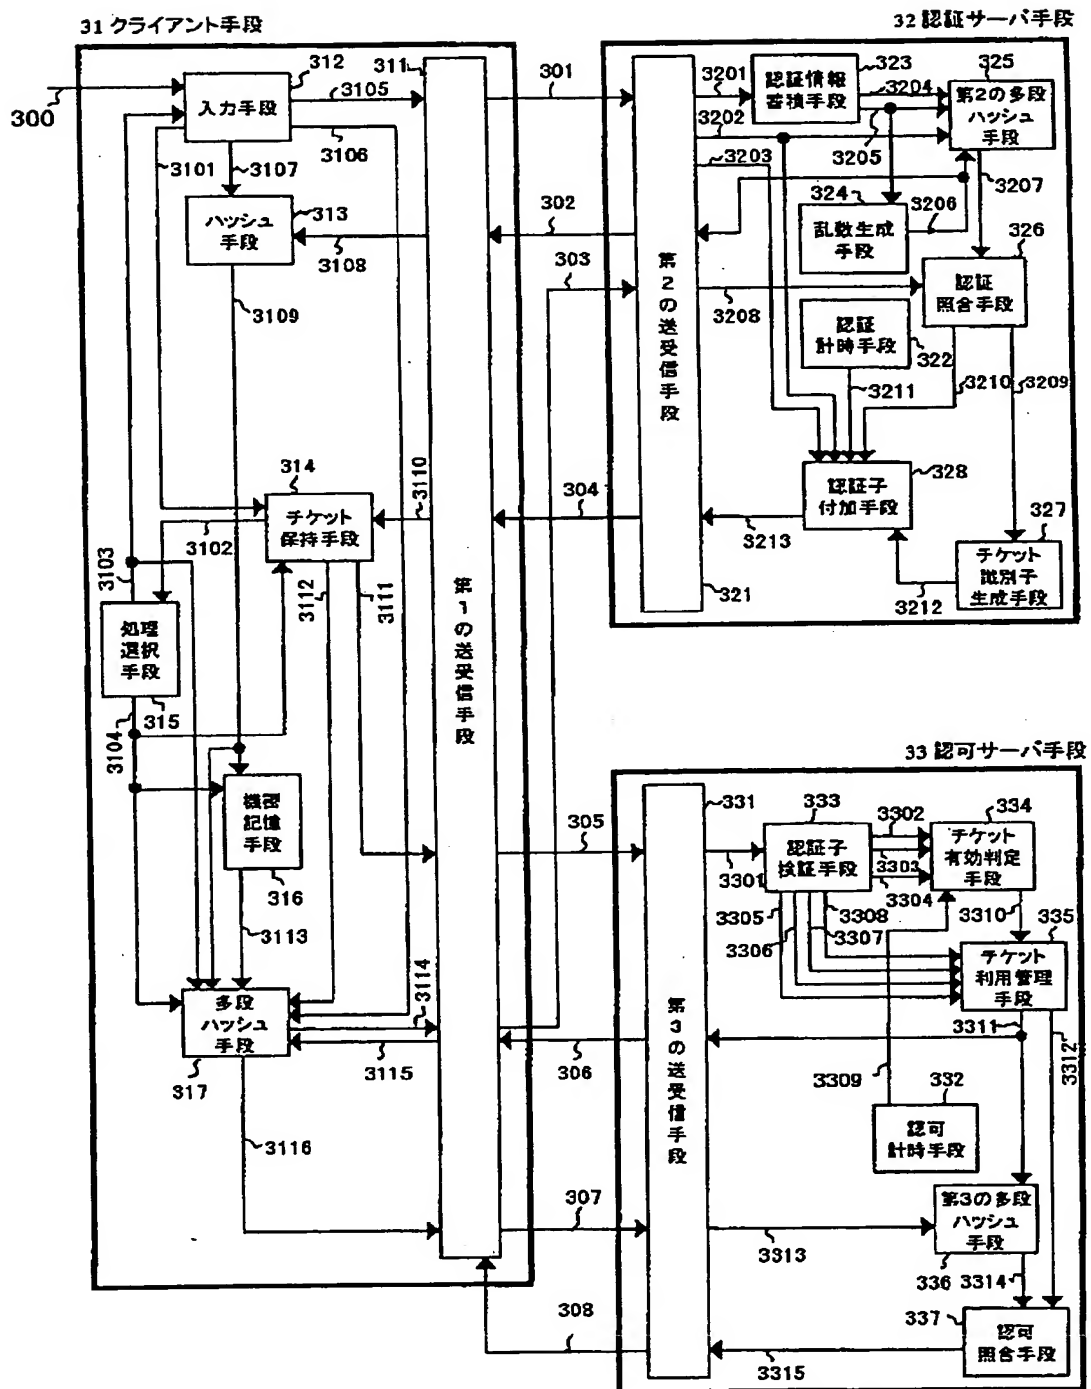 31 クライアント手段
300
312
入力手段
3105
3106
3101
3107
313
ハッシュ
手段
3108
3109
311
第1の送受信手段
314
チケット
保持手段
3110
3102
3103
3112
3111
処理
選択
手段
315
3104
機密
記憶
手段
316
3113
多段
ハッシュ
手段
317
3114
3115
3116
301
302
303
304
305
306
307
308
32 認証サーバ手段
第2の送受信手段
321
3201
3202
3203
323
認証情報
蓄積手段
3204
3205
325
第2の多段
ハッシュ
手段
324
乱数生成
手段
3206
3207
326
認証
照合手段
3208
認証
計時手段
322
3211
3210
3209
328
認証子
付加手段
3213
3212
327
チケット
識別子
生成手段
33 認可サーバ手段
331
第3の送受信手段
3301
333
認証子
検証手段
3302
3303
3304
334
チケット
有効判定
手段
3305
3306
3308
3307
3310
335
チケット
利用管理
手段
3311
3312
3309
332
認可
計時手段
3313
第3の多段
ハッシュ
手段
336
3314
337
認可
照合手段
3315